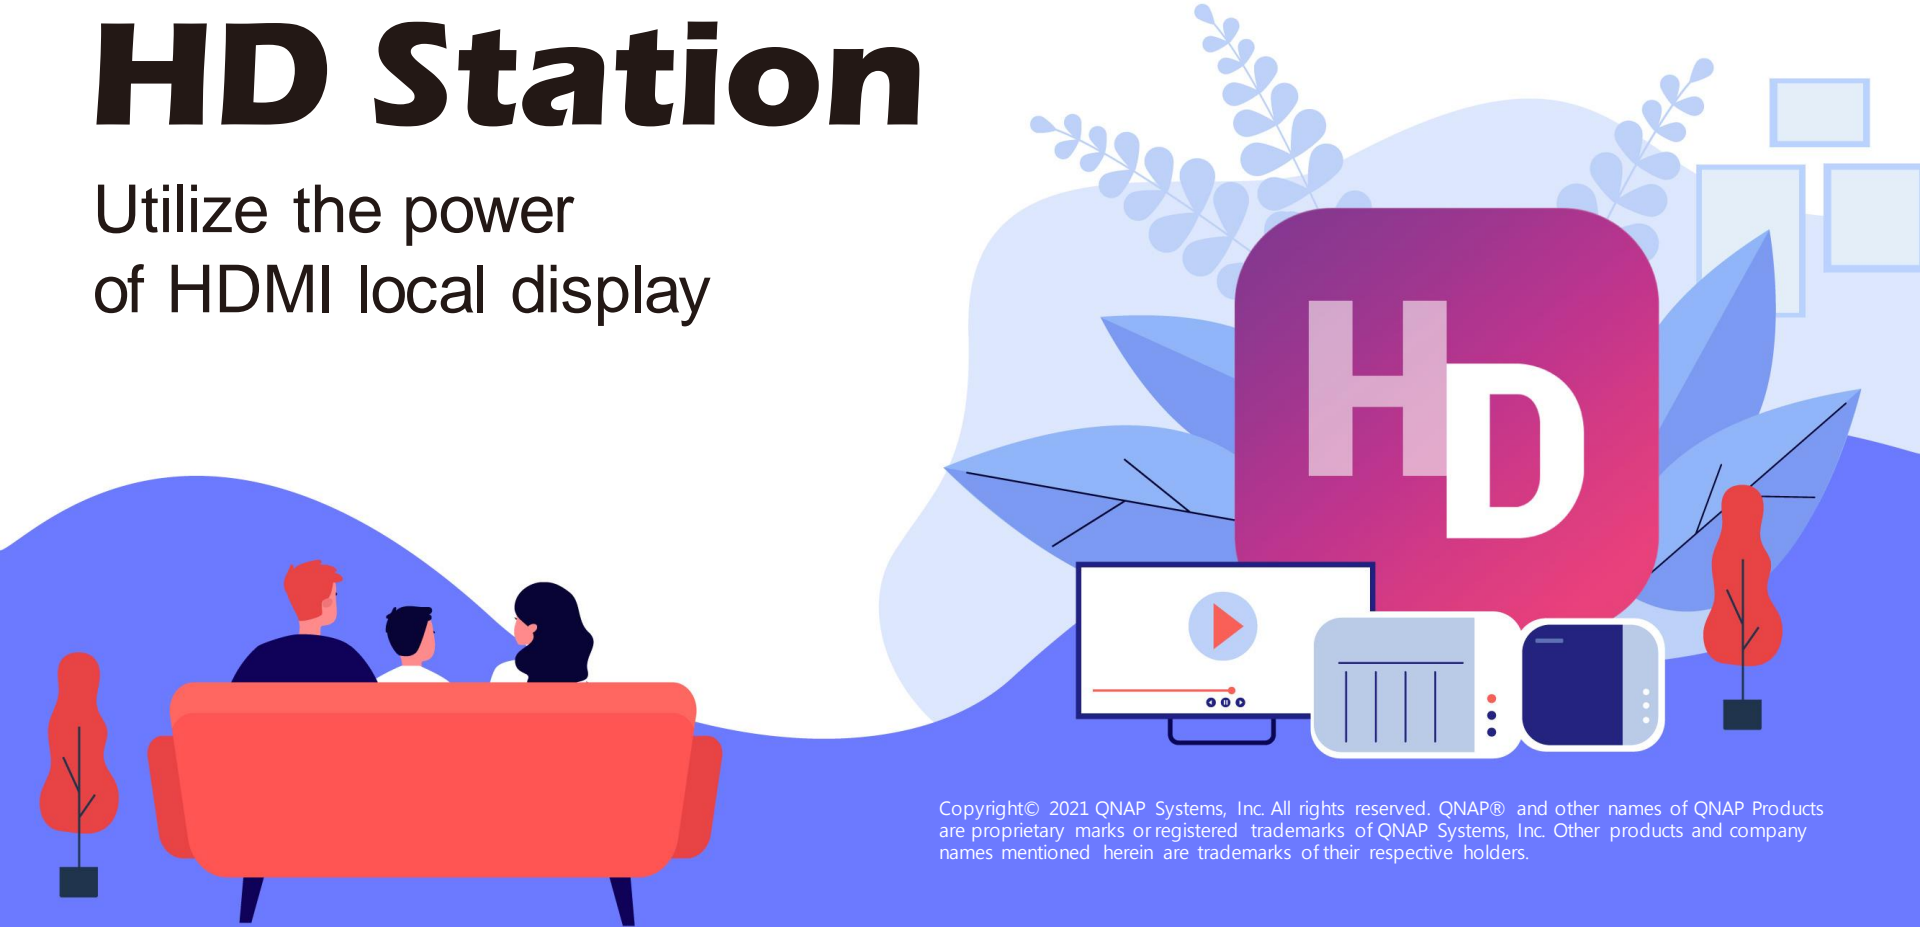 HD Station
Utilize the power
of HDMI local display
HD
Copyright© 2021 QNAP Systems, Inc. All rights reserved. QNAP® and other names of QNAP Products
are proprietary marks or registered trademarks of QNAP Systems, Inc. Other products and company
names mentioned herein are trademarks of their respective holders.